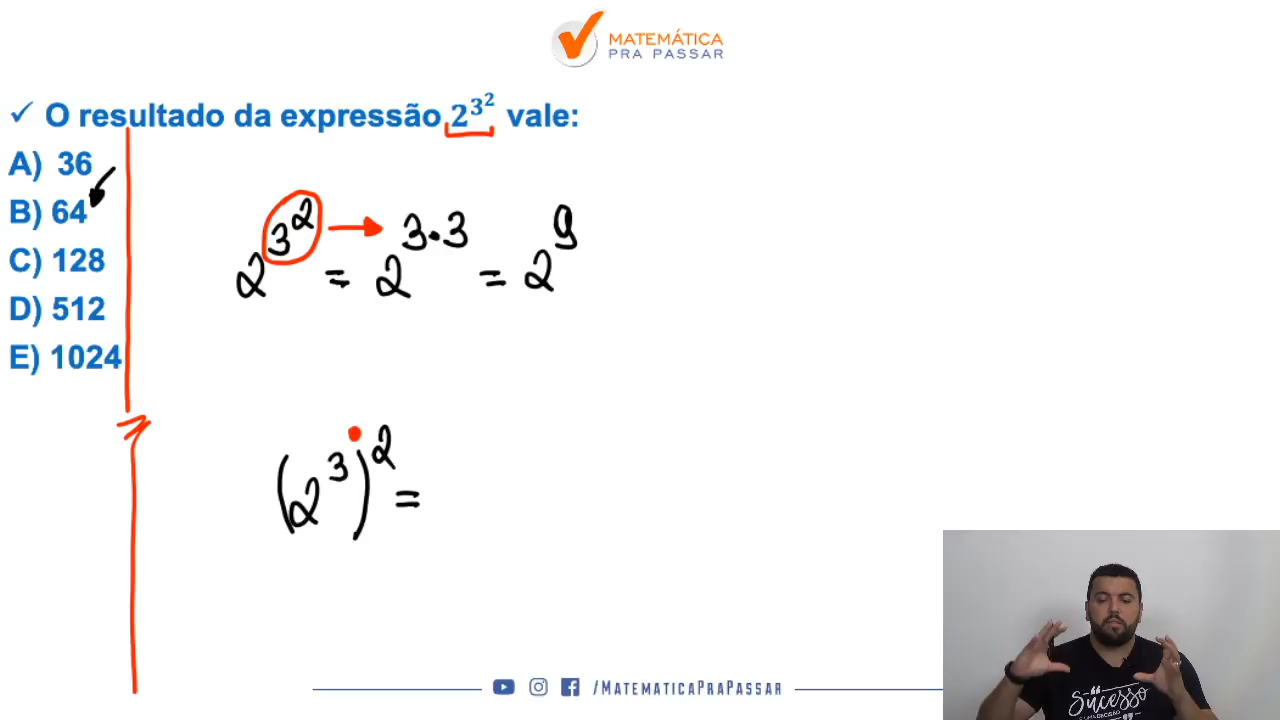 MATEMÁTICA
PRA PASSAR
✓ O resultado da expressão 2^3^2 vale:
A) 36
B) 64
C) 128
D) 512
E) 1024
2^3^2 = 2^3·3 = 2^9
(2^3)^2 =
/MATEMATICAPRAPASSAR
"Sucesso